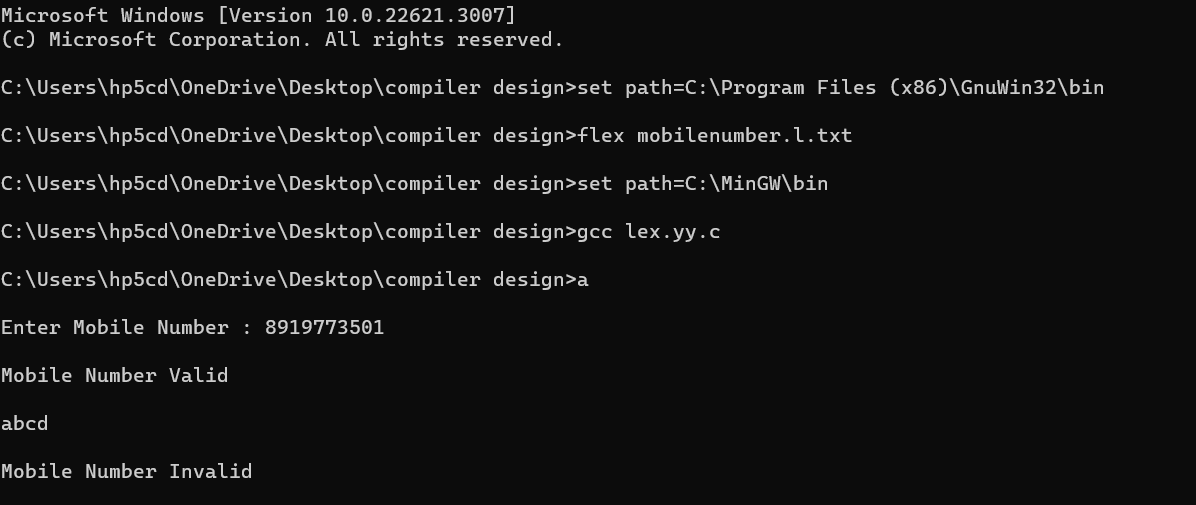 Microsoft Windows [Version 10.0.22621.3007]
(c) Microsoft Corporation. All rights reserved.
C:\Users\hp5cd\OneDrive\Desktop\compiler design>set path=C:\Program Files (x86)\GnuWin32\bin
C:\Users\hp5cd\OneDrive\Desktop\compiler design>flex mobilenumber.l.txt
C:\Users\hp5cd\OneDrive\Desktop\compiler design>set path=C:\MinGW\bin
C:\Users\hp5cd\OneDrive\Desktop\compiler design>gcc lex.yy.c
C:\Users\hp5cd\OneDrive\Desktop\compiler design>a
Enter Mobile Number : 8919773501
Mobile Number Valid
abcd
Mobile Number Invalid